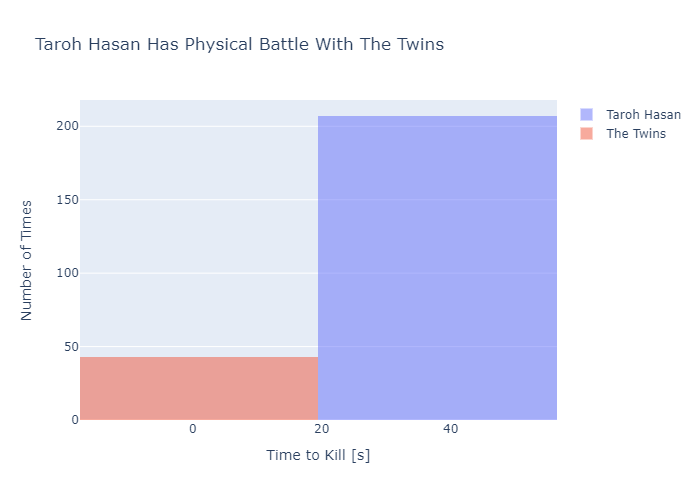 Taroh Hasan Has Physical Battle With The Twins
Taroh Hasan
The Twins
200
150
100
50
0
0
20
40
Number of Times
Time to Kill [s]